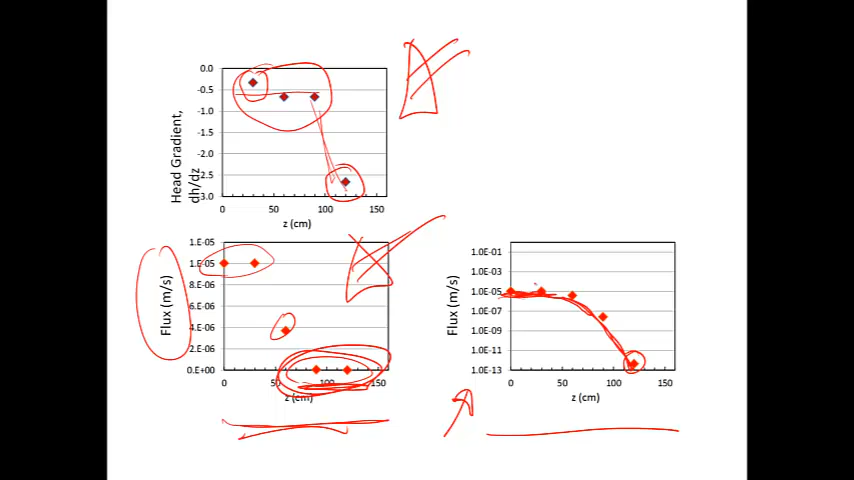 Head Gradient,
dh/dz
0.0
-0.5
-1.0
-1.5
-2.0
2.5
3.0
0 50 100 150
z (cm)
Flux (m/s)
1.E-05
1.E-05
8.E-06
6.E-06
4.E-06
2.E-06
0.E+00
0 50 100 150
z (cm)
Flux (m/s)
1.0E-01
1.0E-03
1.0E-05
1.0E-07
1.0E-09
1.0E-11
1.0E-13
0 50 100 150
z (cm)